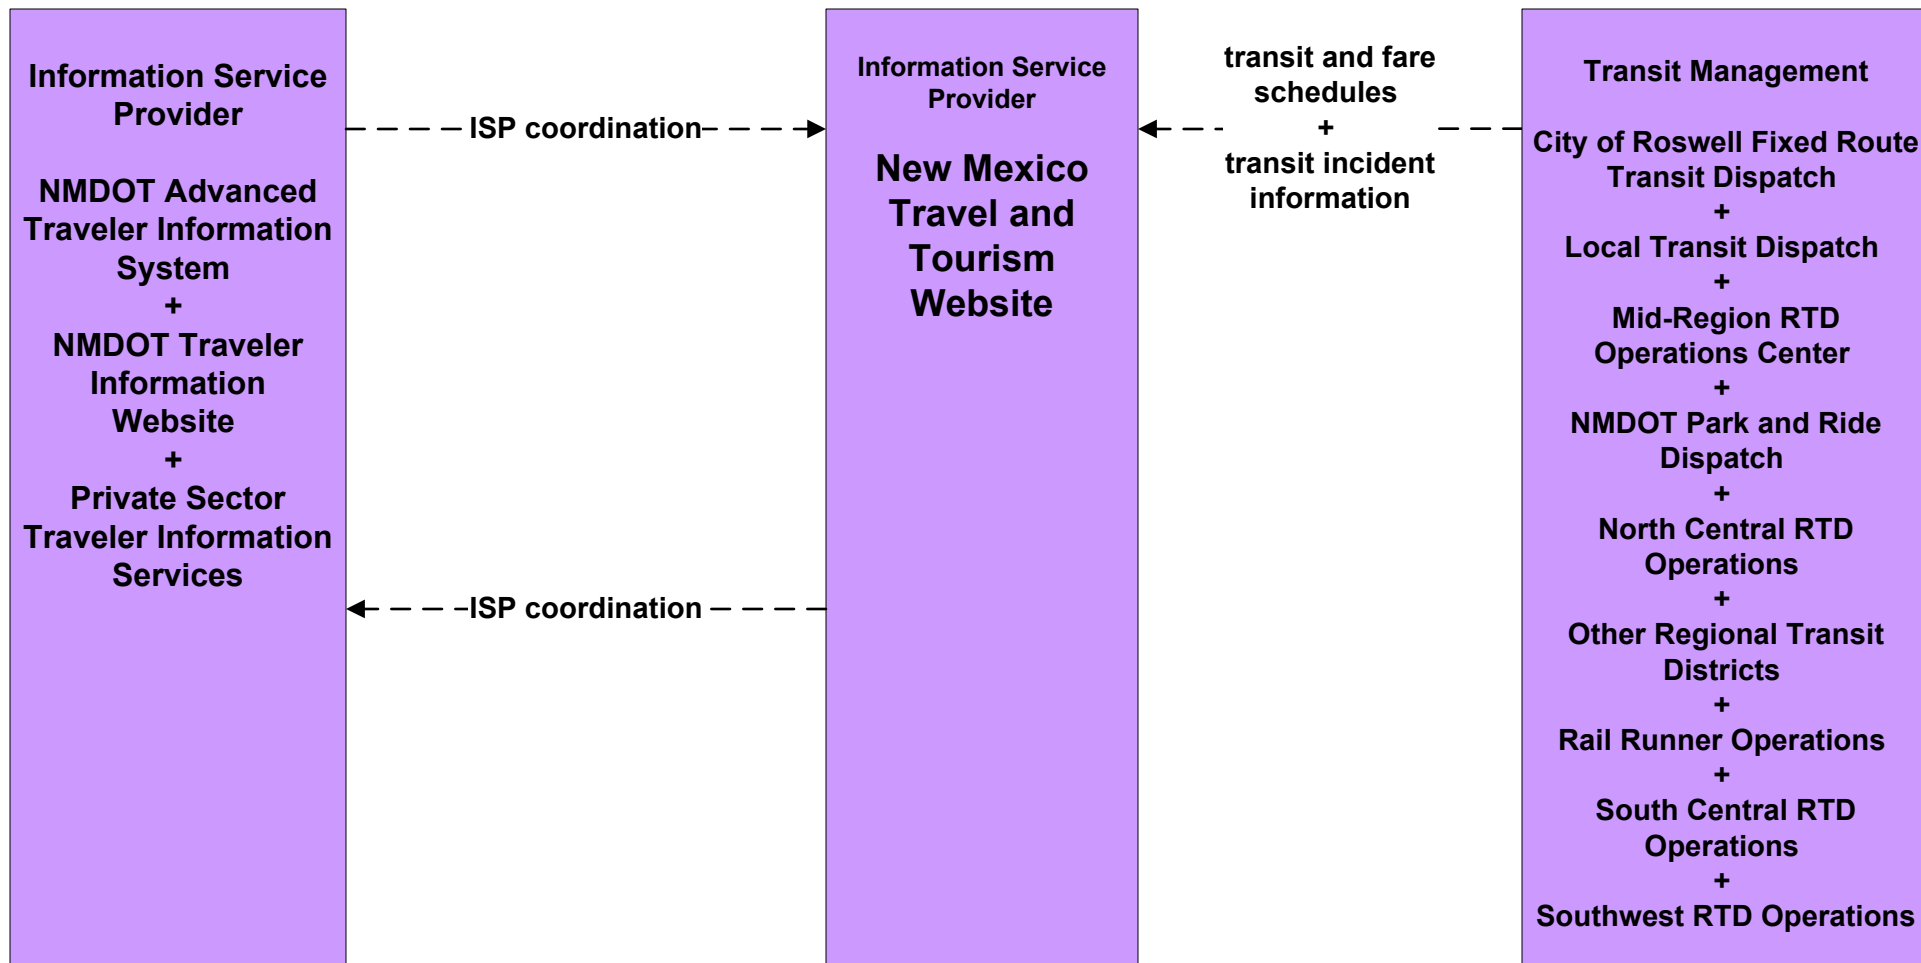 Information Service
Provider
NMDOT Advanced
Traveler Information
System
+
NMDOT Traveler
Information
Website
+
Private Sector
Traveler Information
Services
ISP coordination
ISP coordination
Information Service
Provider
New Mexico
Travel and
Tourism
Website
transit and fare
schedules
+
transit incident
information
Transit Management
City of Roswell Fixed Route
Transit Dispatch
+
Local Transit Dispatch
+
Mid-Region RTD
Operations Center
+
NMDOT Park and Ride
Dispatch
+
North Central RTD
Operations
+
Other Regional Transit
Districts
+
Rail Runner Operations
+
South Central RTD
Operations
+
Southwest RTD Operations